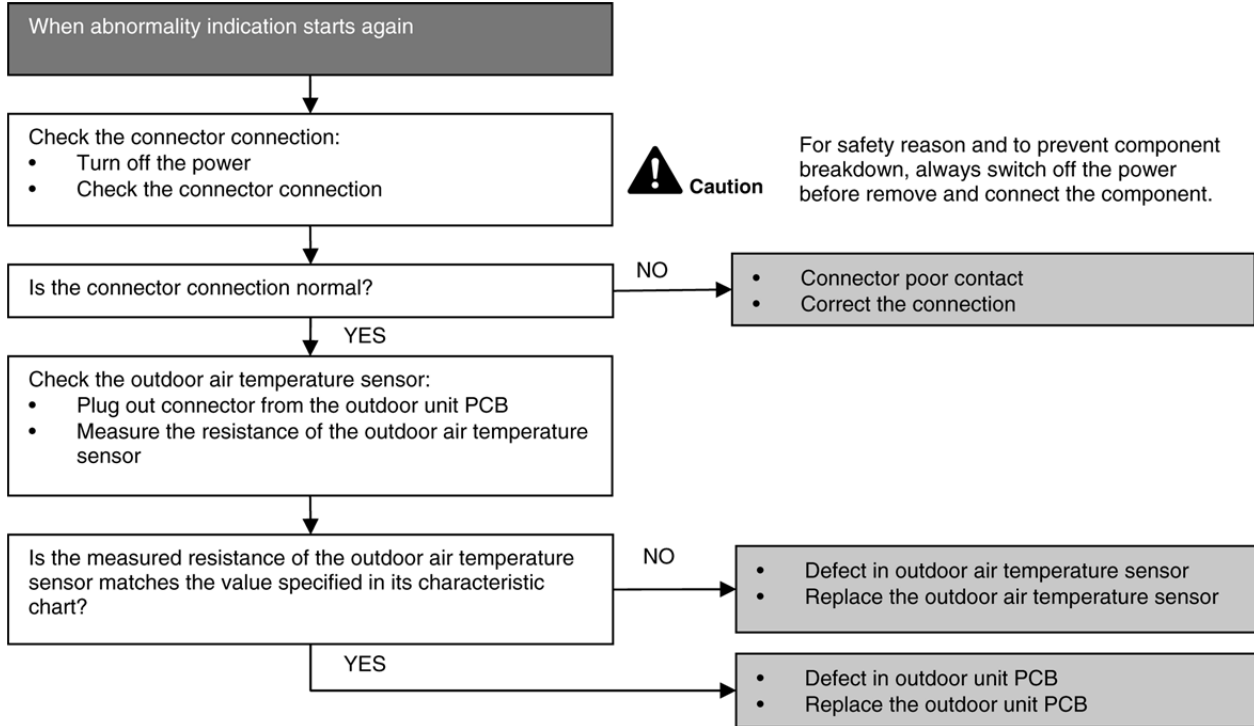 When abnormality indication starts again
Check the connector connection:
• Turn off the power
• Check the connector connection
Caution
For safety reason and to prevent component
breakdown, always switch off the power
before remove and connect the component.
Is the connector connection normal?
NO
• Connector poor contact
• Correct the connection
YES
Check the outdoor air temperature sensor:
• Plug out connector from the outdoor unit PCB
• Measure the resistance of the outdoor air temperature
sensor
Is the measured resistance of the outdoor air temperature
sensor matches the value specified in its characteristic
chart?
NO
• Defect in outdoor air temperature sensor
• Replace the outdoor air temperature sensor
YES
• Defect in outdoor unit PCB
• Replace the outdoor unit PCB